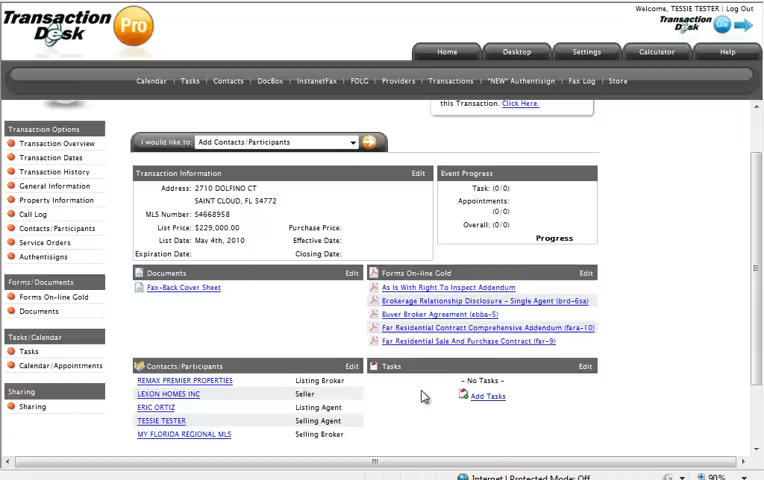 Transaction
Desk
Pro
Welcome, TESSIE TESTER | Log Out
Transaction
Desk
Home
Desktop
Settings
Calculator
Help
Calendar | Tasks | Contacts | DocBox | InstanetFax | FOLG | Providers | Transactions | *NEW* Authentisign | Fax Log | Store
this Transaction. Click Here.
I would like to: Add Contacts/Participants
Transaction Options
Transaction Overview
Transaction Dates
Transaction History
General Information
Property Information
Call Log
Contacts/Participants
Service Orders
Authentisigns
Forms/Documents
Forms On-line Gold
Documents
Tasks/Calendar
Tasks
Calendar/Appointments
Sharing
Sharing
Transaction Information Edit
Address: 2710 DOLFINO CT
SAINT CLOUD, FL 34772
MLS Number: S4668958
List Price: $229,000.00 Purchase Price:
List Date: May 4th, 2010 Effective Date:
Expiration Date: Closing Date:
Event Progress
Task: (0/0)
Appointments:
(0/0)
Overall: (0/0)
Progress
Documents Edit
Fax-Back Cover Sheet
Forms On-line Gold Edit
As Is With Right To Inspect Addendum
Brokerage Relationship Disclosure - Single Agent (brd-6sa)
Buyer Broker Agreement (ebba-5)
Far Residential Contract Comprehensive Addendum (fara-10)
Far Residential Sale And Purchase Contract (far-9)
Contacts/Participants Edit
REMAX PREMIER PROPERTIES Listing Broker
LEXON HOMES INC Seller
ERIC ORTIZ Listing Agent
TESSIE TESTER Selling Agent
MY FLORIDA REGIONAL MLS Selling Broker
Tasks Edit
- No Tasks -
Add Tasks
Internet | Protected Mode: Off
90%